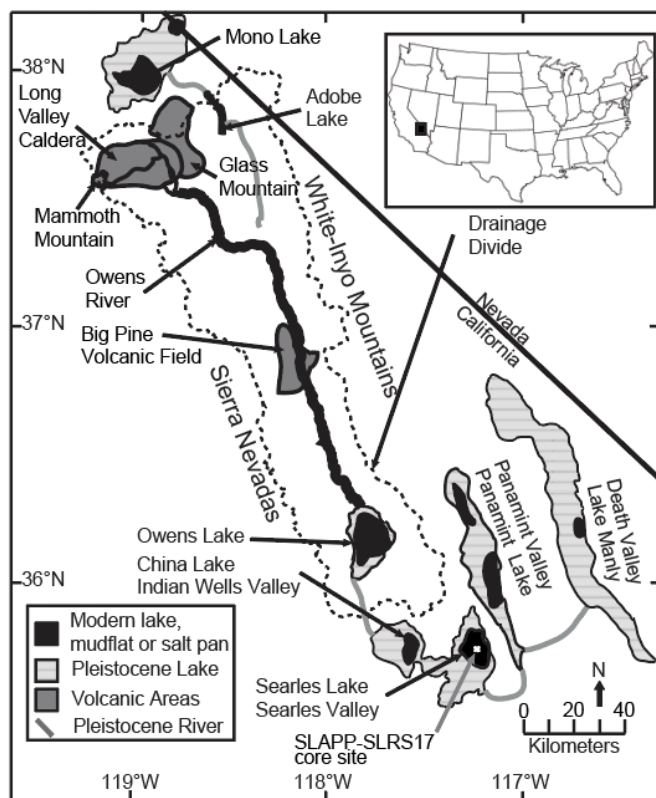 38°N
Mono Lake
Long
Valley
Caldera
Adobe
Lake
Glass
Mountain
Mammoth
Mountain
White-Inyo Mountains
Drainage
Divide
Owens
River
Nevada
California
37°N
Big Pine
Volcanic Field
Sierra Nevadas
Panamint Valley
Panamint Lake
Death Valley
Lake Manly
Owens Lake
China Lake
Indian Wells Valley
36°N
Modern lake,
mudflat or salt pan
Pleistocene Lake
Volcanic Areas
Pleistocene River
Searles Lake
Searles Valley
SLAPP-SLRS17
core site
N
0 20 40
Kilometers
119°W
118°W
117°W